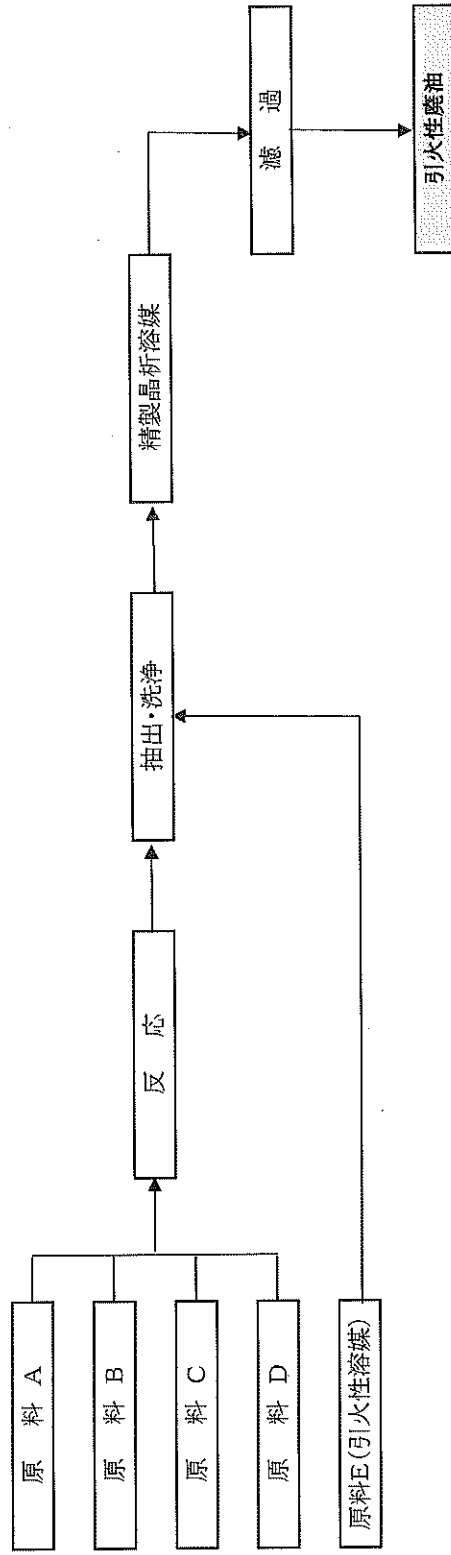 原 料 A
原 料 B
原 料 C
原 料 D
原料E(引火性溶媒)
反 応
抽出・洗浄
精製晶析溶媒
濾 過
引火性廃油